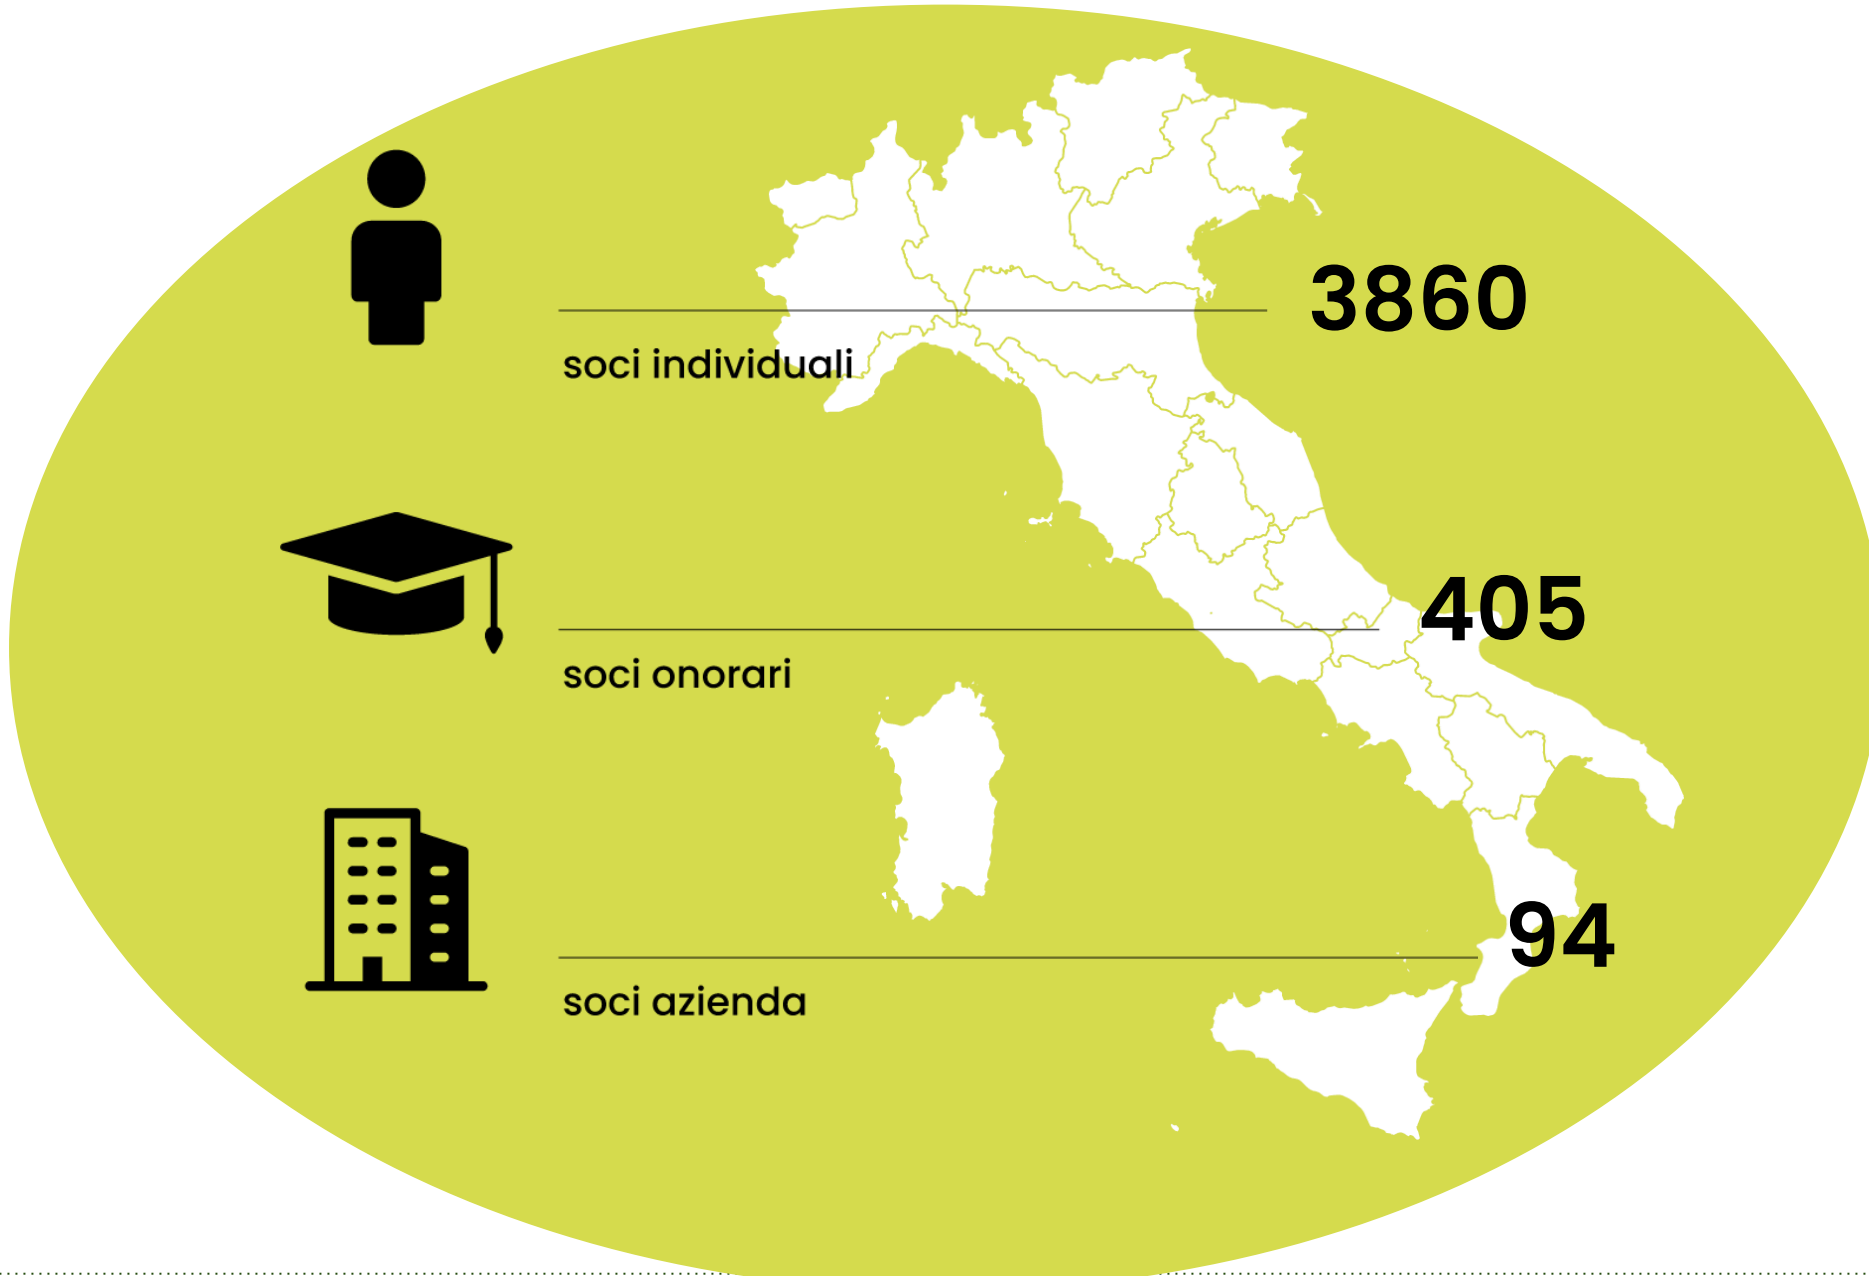 3860
soci individuali
405
soci onorari
94
soci azienda